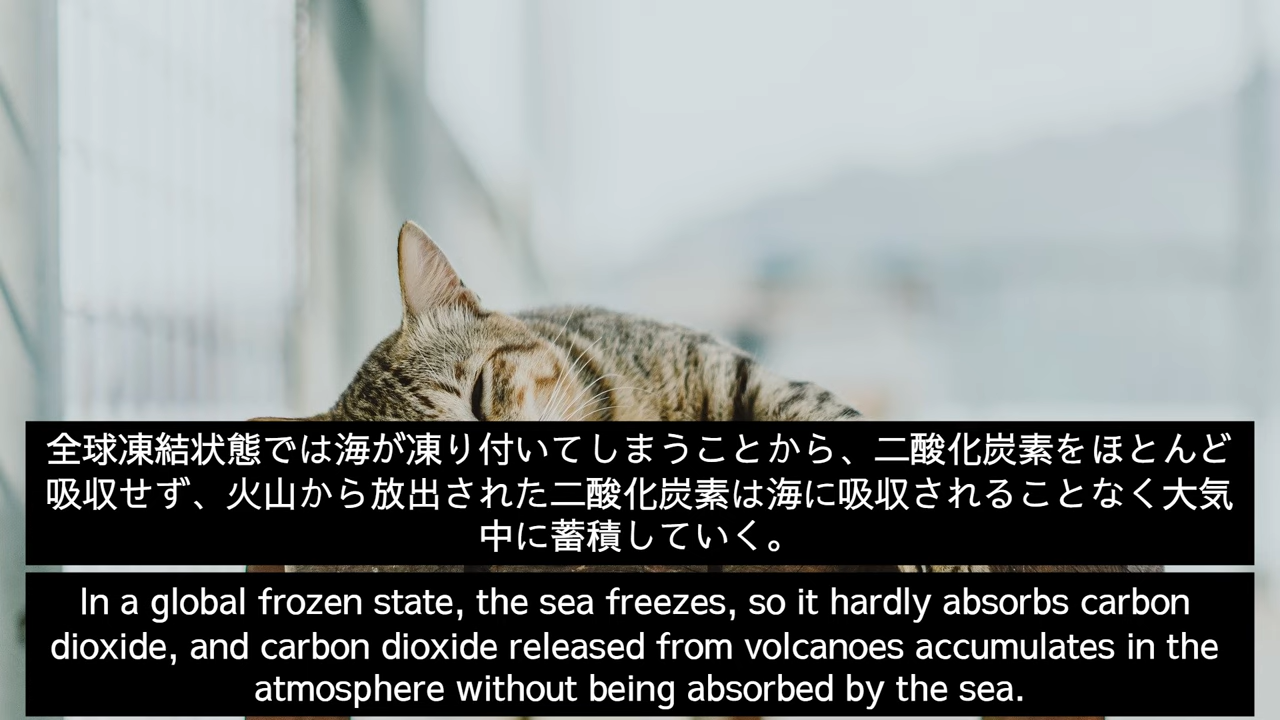 全球凍結状態では海が凍り付いてしまうことから、二酸化炭素をほとんど
吸収せず、火山から放出された二酸化炭素は海に吸収されることなく大気
中に蓄積していく。
In a global frozen state, the sea freezes, so it hardly absorbs carbon
dioxide, and carbon dioxide released from volcanoes accumulates in the
atmosphere without being absorbed by the sea.